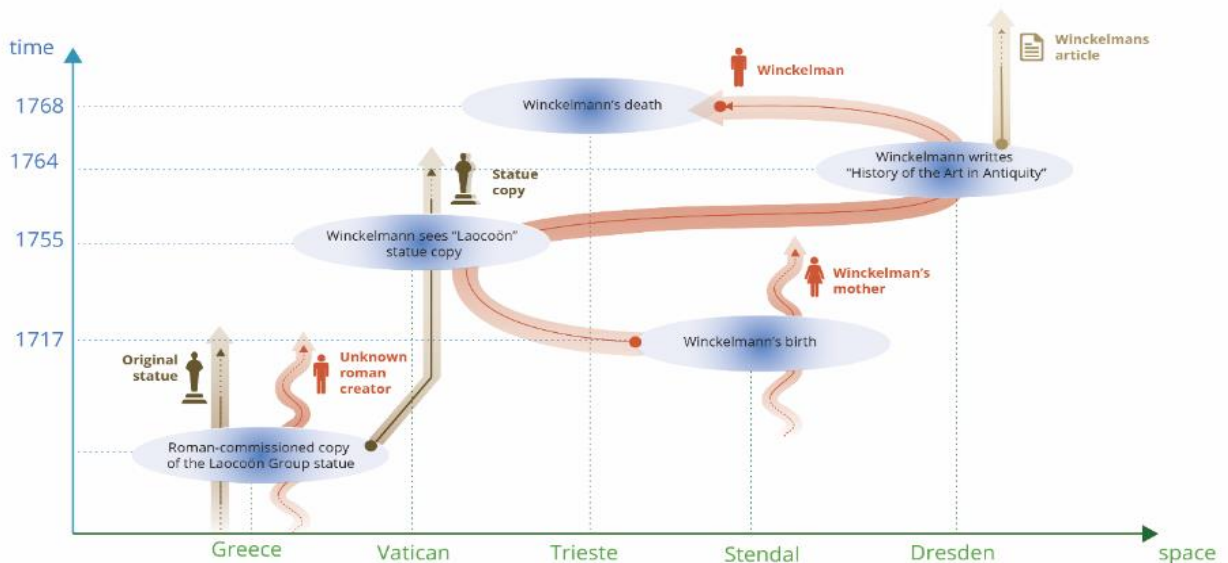 time
Winckelmans
article
Winckelman
1768
Winckelmann's death
1764
Winckelmann writtes
"History of the Art in Antiquity"
Statue
copy
1755
Winckelmann sees "Laocoön"
statue copy
Winckelman's
mother
1717
Winckelmann's birth
Original
statue
Unknown
roman
creator
Roman-commissioned copy
of the Laocoön Group statue
Greece
Vatican
Trieste
Stendal
Dresden
space